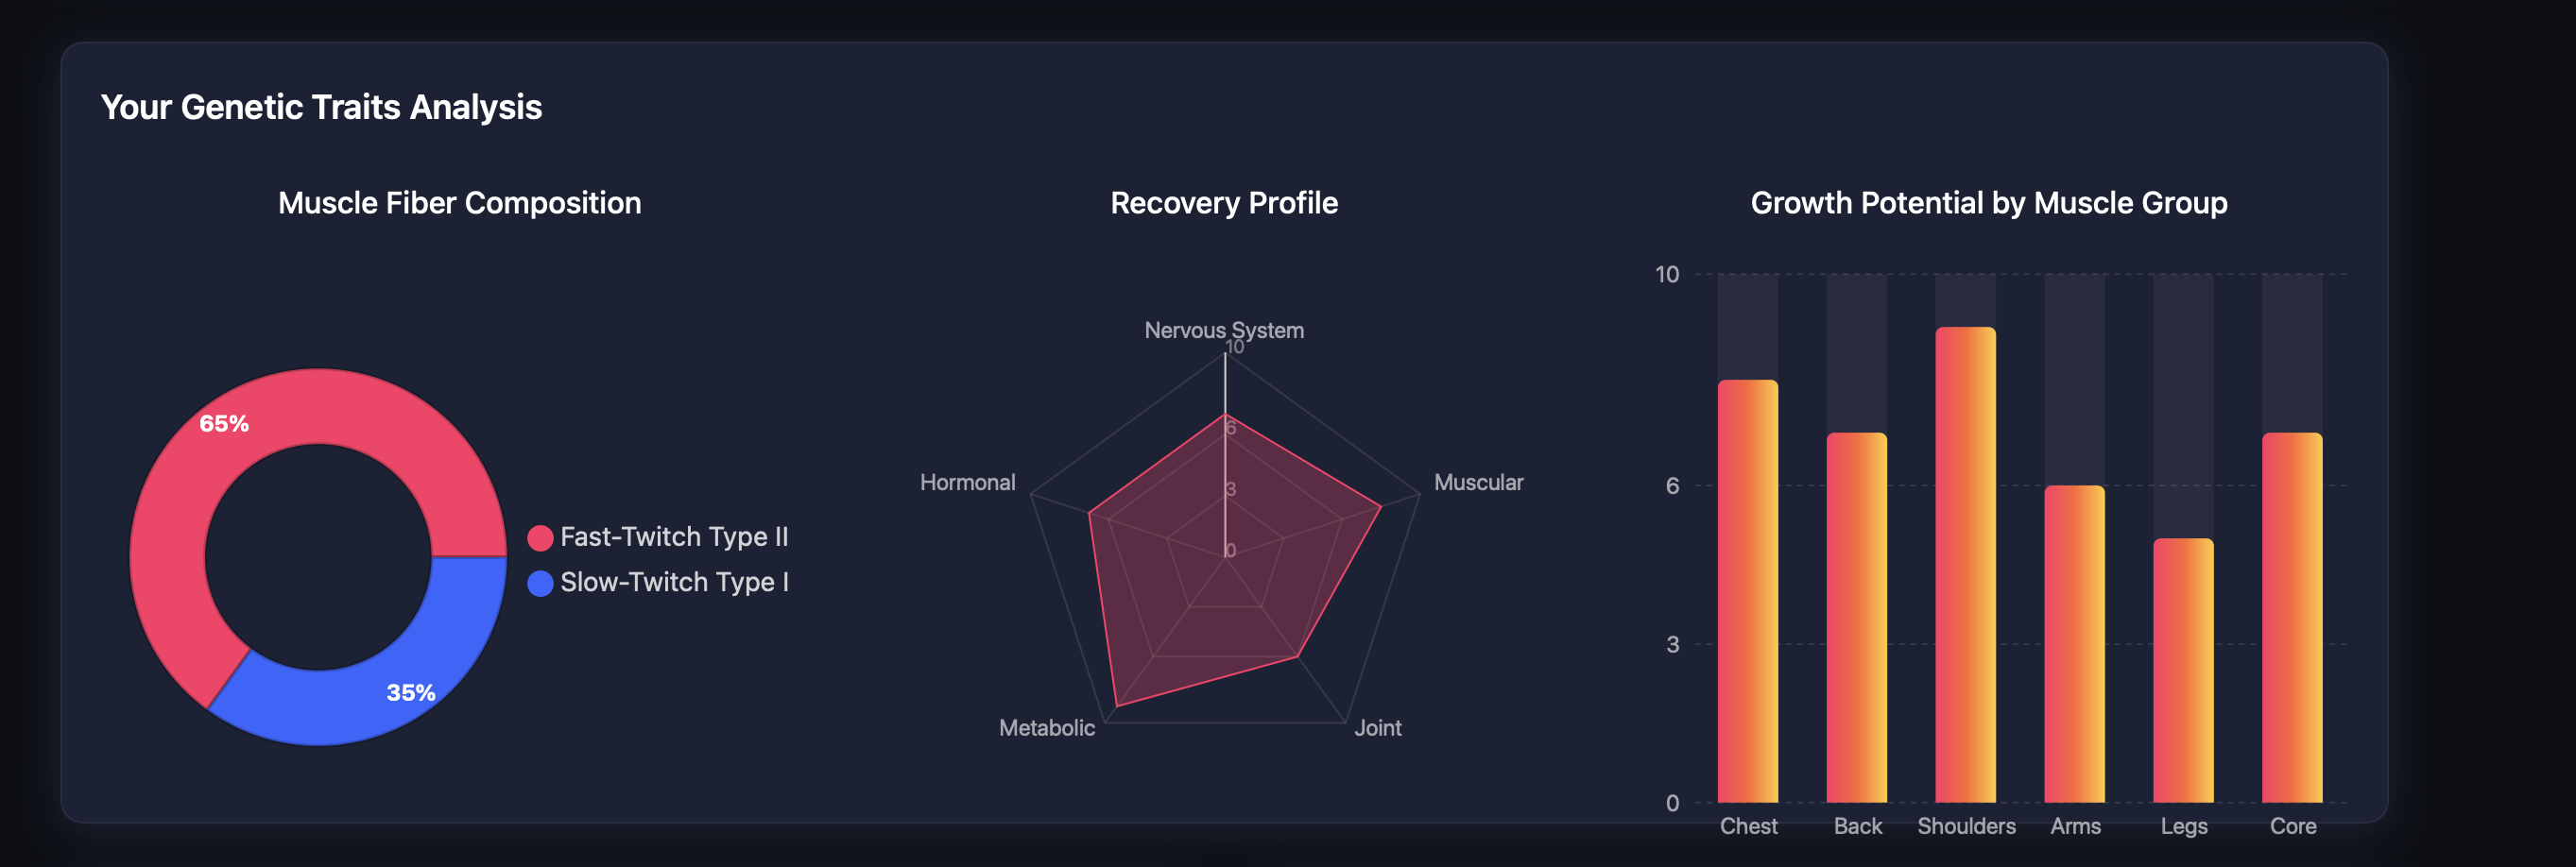 Your Genetic Traits Analysis
Muscle Fiber Composition
65%
35%
Fast-Twitch Type II
Slow-Twitch Type I
Recovery Profile
Nervous System
10
6
3
0
Hormonal
Muscular
Metabolic
Joint
Growth Potential by Muscle Group
10
6
3
0
Chest Back Shoulders Arms Legs Core